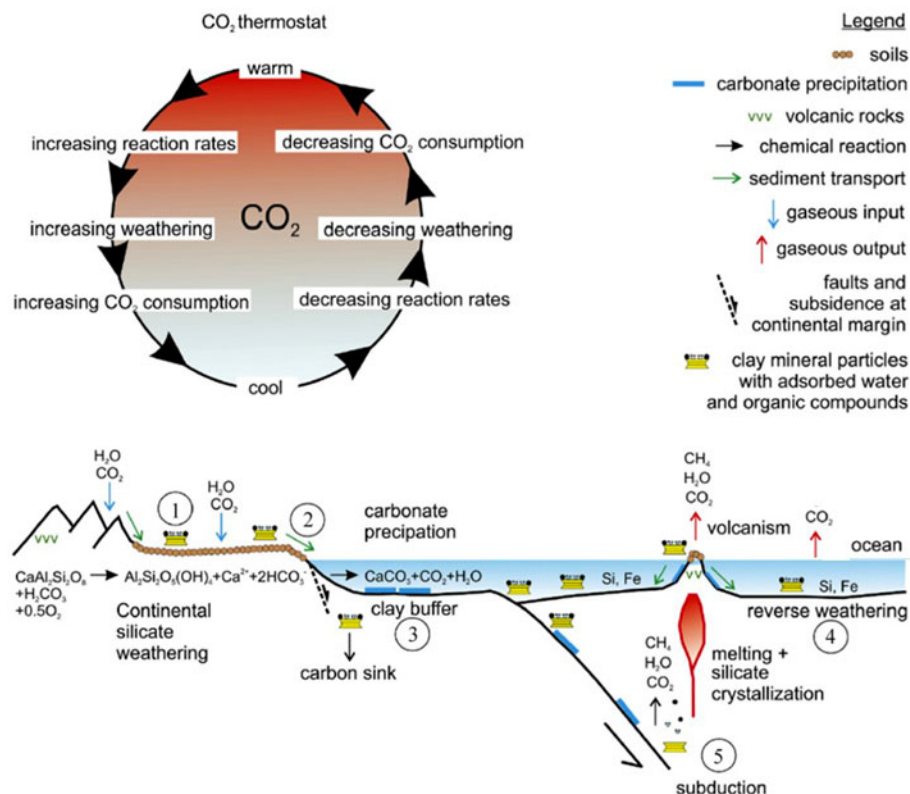 CO₂ thermostat
warm
increasing reaction rates
decreasing CO₂ consumption
CO₂
increasing weathering
decreasing weathering
increasing CO₂ consumption
decreasing reaction rates
cool
Legend
soils
carbonate precipitation
vvv volcanic rocks
chemical reaction
sediment transport
gaseous input
gaseous output
faults and
subsidence at
continental margin
clay mineral particles
with adsorbed water
and organic compounds
H₂O
CO₂
vvv
1
H₂O
CO₂
2
CaAl₂Si₂O₈
+H₂CO₃
+0.5O₂
Al₂Si₂O₅(OH)₄+Ca²⁺+2HCO₃⁻
Continental
silicate
weathering
carbonate
precipation
CaCO₃+CO₂+H₂O
clay buffer
3
carbon sink
CH₄
H₂O
CO₂
volcanism
CO₂
ocean
Si, Fe
vv
Si, Fe
reverse weathering
4
melting +
silicate
crystallization
CH₄
H₂O
CO₂
5
subduction